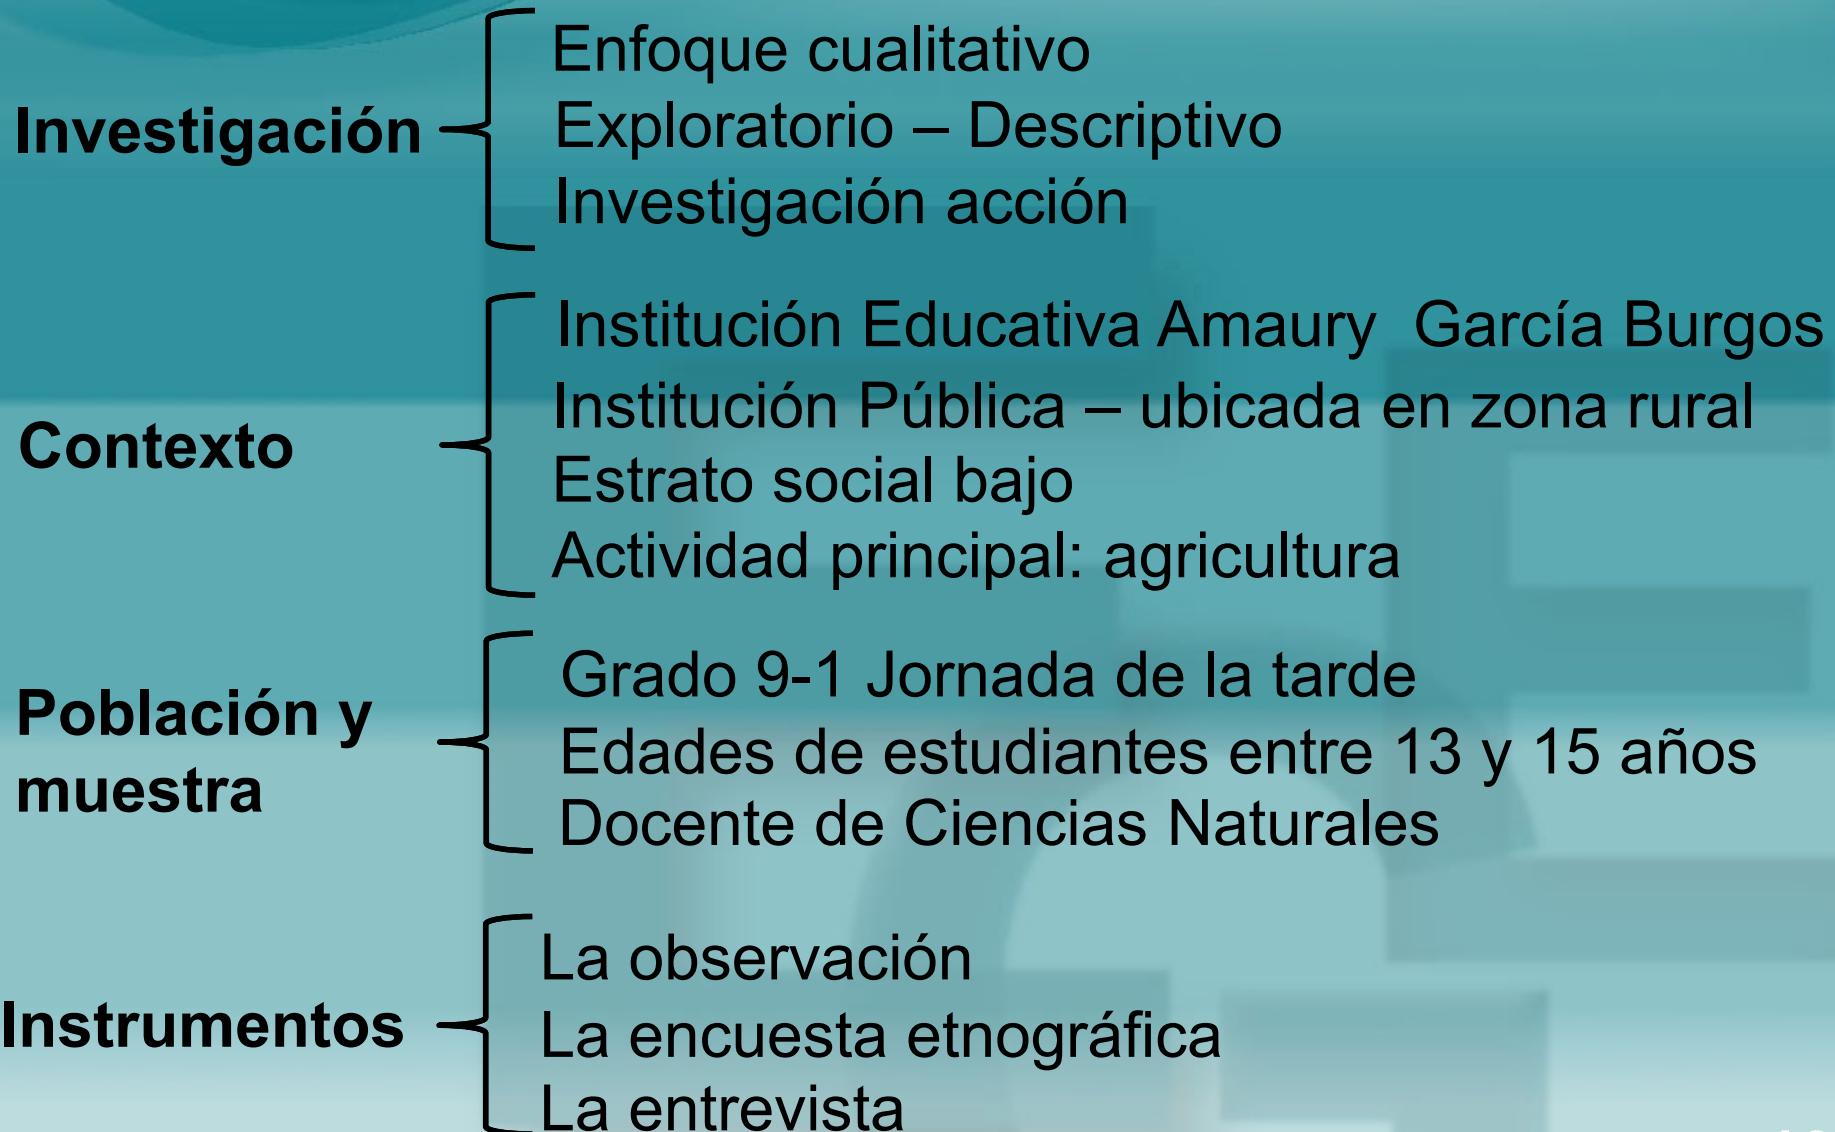 Investigación
Enfoque cualitativo
Exploratorio – Descriptivo
Investigación acción
Contexto
Institución Educativa Amaury García Burgos
Institución Pública – ubicada en zona rural
Estrato social bajo
Actividad principal: agricultura
Población y
muestra
Grado 9-1 Jornada de la tarde
Edades de estudiantes entre 13 y 15 años
Docente de Ciencias Naturales
Instrumentos
La observación
La encuesta etnográfica
La entrevista